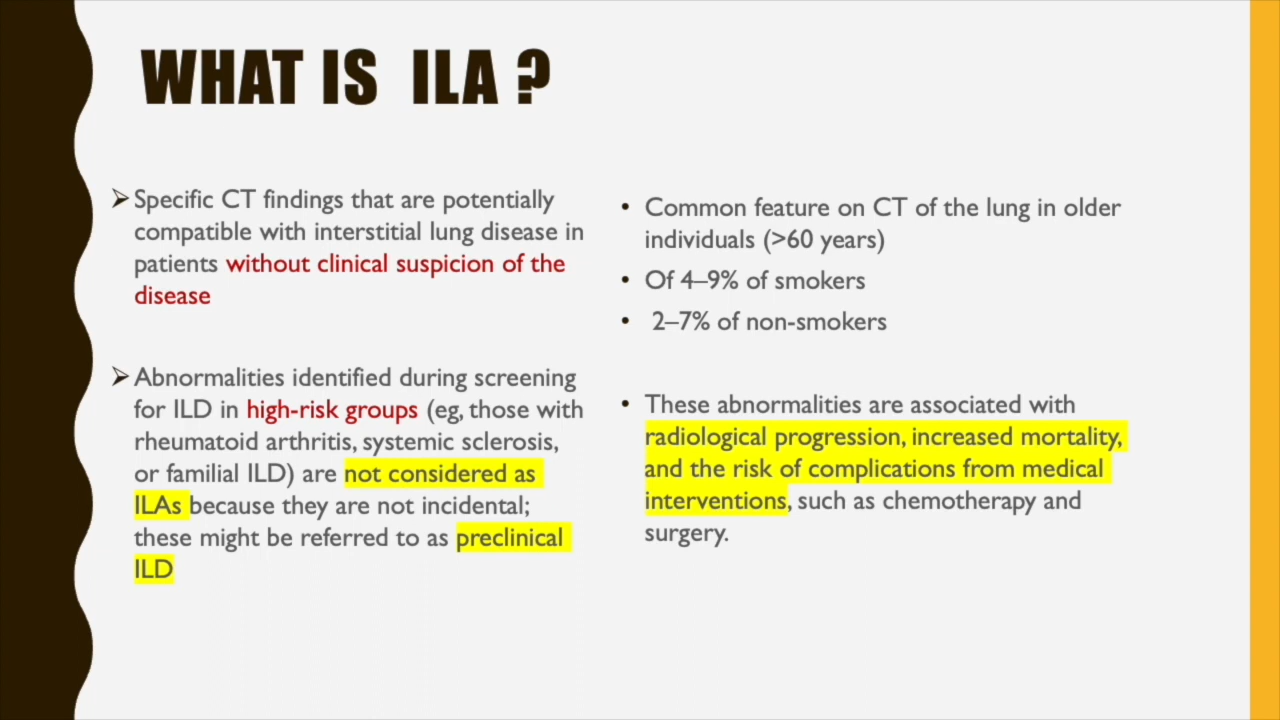 WHAT IS ILA ?
➢Specific CT findings that are potentially
compatible with interstitial lung disease in
patients without clinical suspicion of the
disease
➢Abnormalities identified during screening
for ILD in high-risk groups (eg, those with
rheumatoid arthritis, systemic sclerosis,
or familial ILD) are not considered as
ILAs because they are not incidental;
these might be referred to as preclinical
ILD
• Common feature on CT of the lung in older
individuals (>60 years)
• Of 4–9% of smokers
• 2–7% of non-smokers
• These abnormalities are associated with
radiological progression, increased mortality,
and the risk of complications from medical
interventions, such as chemotherapy and
surgery.